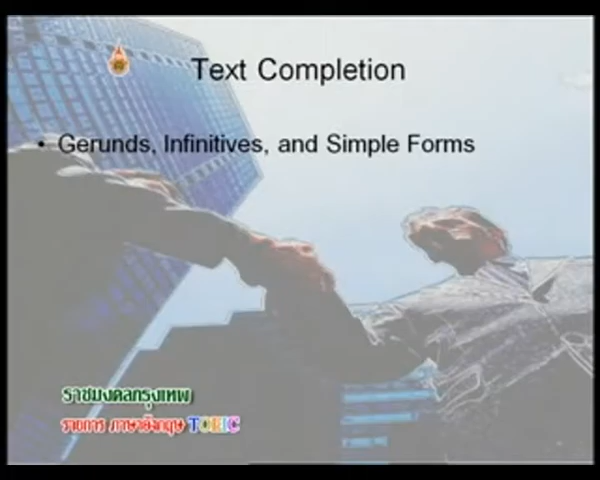 Text Completion
• Gerunds, Infinitives, and Simple Forms
ราชมงคลกรุงเทพ
รายการ ภาษาอังกฤษ TOEIC